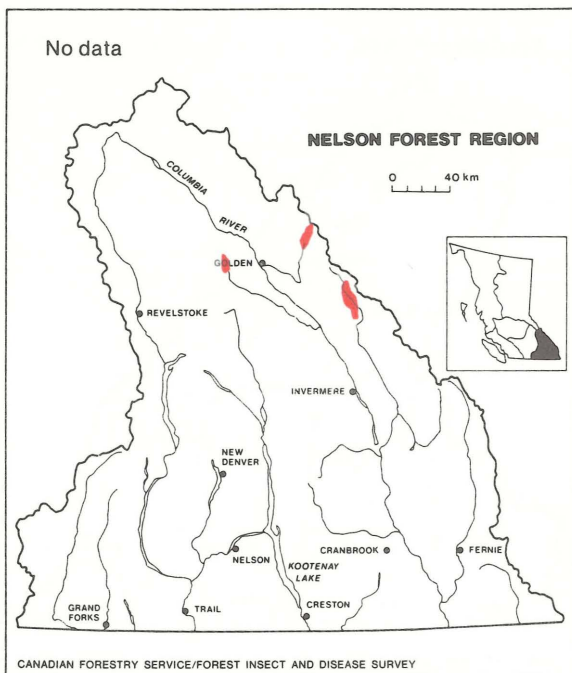 No data
NELSON FOREST REGION
0 40 km
COLUMBIA
RIVER
GOLDEN
REVELSTOKE
INVERMERE
NEW
DENVER
NELSON
KOOTENAY
LAKE
CRANBROOK
FERNIE
GRAND
FORKS
TRAIL
CRESTON
CANADIAN FORESTRY SERVICE/FOREST INSECT AND DISEASE SURVEY